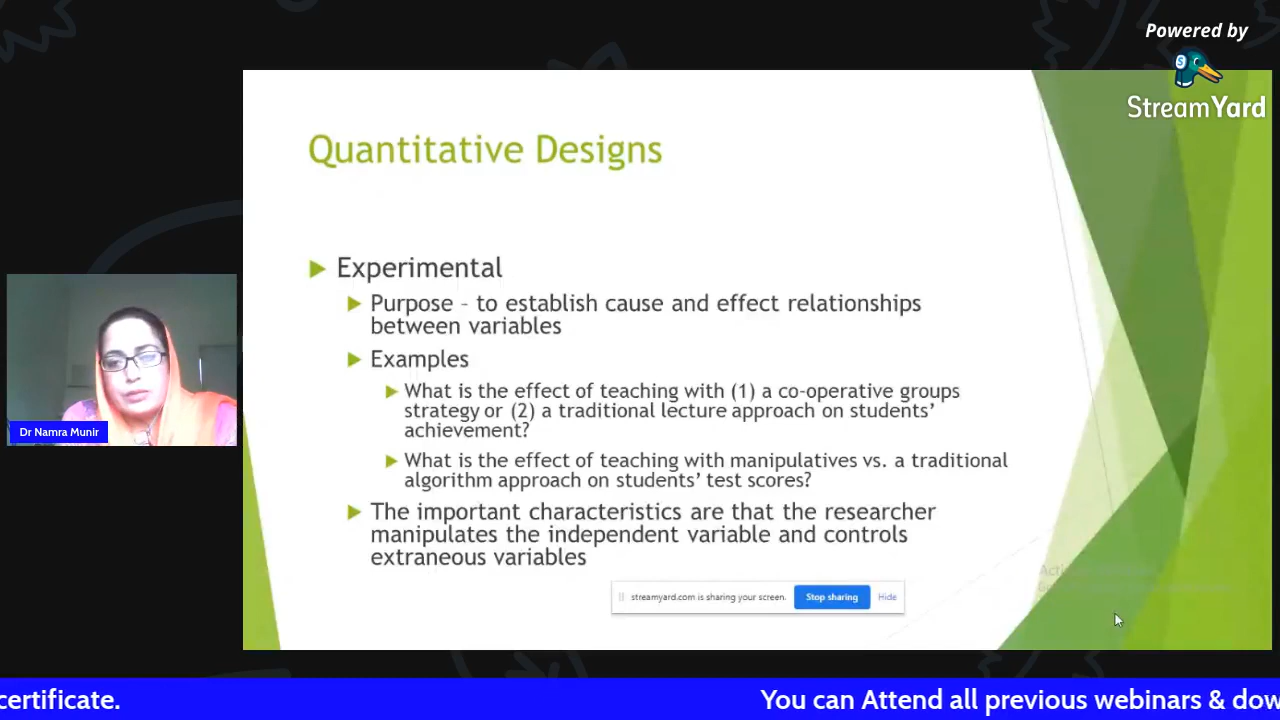 Powered by
StreamYard
Quantitative Designs
Experimental
Purpose – to establish cause and effect relationships
between variables
Examples
What is the effect of teaching with (1) a co-operative groups
strategy or (2) a traditional lecture approach on students’
achievement?
What is the effect of teaching with manipulatives vs. a traditional
algorithm approach on students’ test scores?
The important characteristics are that the researcher
manipulates the independent variable and controls
extraneous variables
streamyard.com is sharing your screen. Stop sharing Hide
Dr Namra Munir
certificate. You can Attend all previous webinars & dow